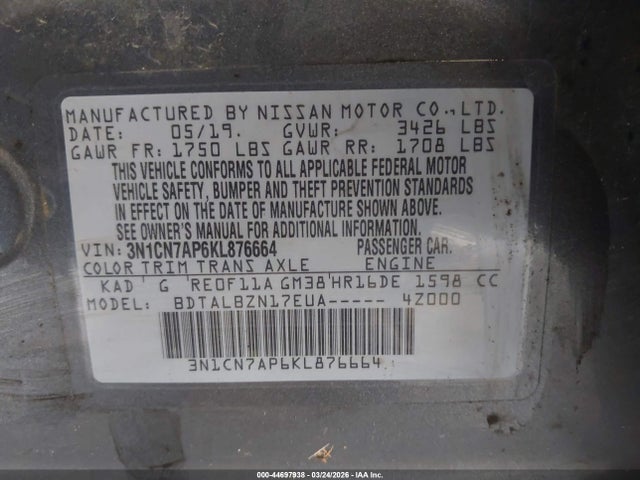 MANUFACTURED BY NISSAN MOTOR CO., LTD.
DATE: 05/19. GVWR: 3426 LBS
GAWR FR: 1750 LBS GAWR RR: 1708 LBS
THIS VEHICLE CONFORMS TO ALL APPLICABLE FEDERAL MOTOR
VEHICLE SAFETY, BUMPER AND THEFT PREVENTION STANDARDS
IN EFFECT ON THE DATE OF MANUFACTURE SHOWN ABOVE.
SEE OWNER'S MANUAL FOR ADDITIONAL INFORMATION.
VIN: 3N1CN7AP6KL876664 PASSENGER CAR.
COLOR TRIM TRANS AXLE ENGINE
KAD G RE0F11A GM38 HR16DE 1598 CC
MODEL: BDTALBZN17EUA----- 4Z000
3N1CN7AP6KL876664
000-44697938 - 03/24/2026 - IAA Inc.